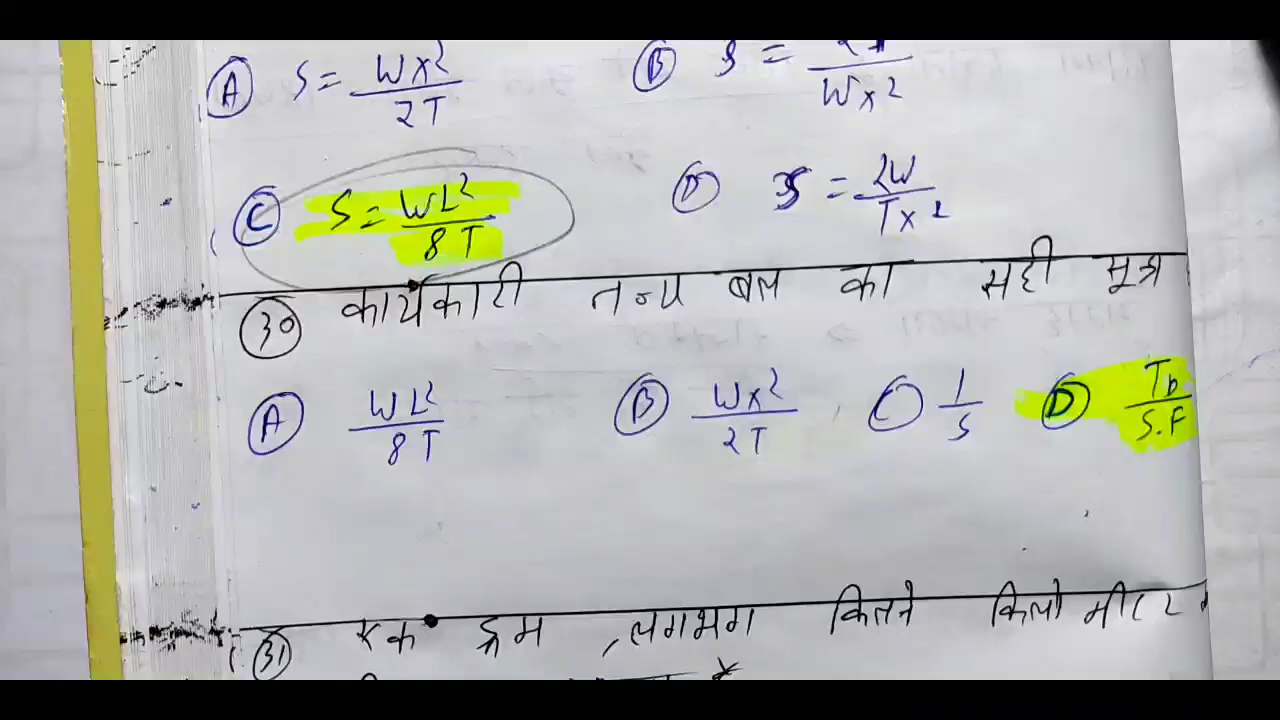 (A) S = WX²/2T (B) S = 2T/WX²
(C) S = WL²/8T (D) S = 2W/TX²
(30) कार्यकारी तनाव बल का सही सूत्र
(A) WL²/8T (B) WX²/2T (C) 1/S (D) Tb/S.F
(31) एक ड्रम लगभग कितने किलोमीटर